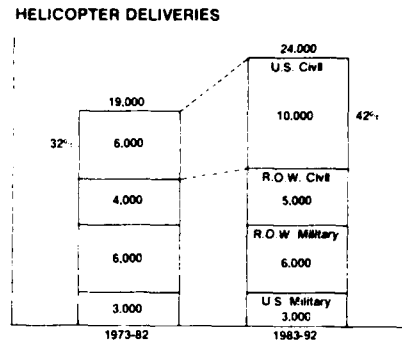 HELICOPTER DELIVERIES
24.000
U.S. Civil
19,000
32%
6.000
10.000
42%
R.O.W. Civil
4,000
5.000
R.O.W. Military
6,000
6.000
U.S. Military
3.000
3.000
1973-82
1983-92